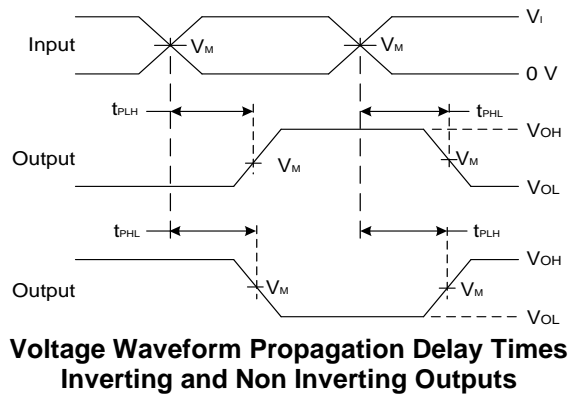 VI
Input VM VM
0 V
tPLH tPHL
VOH
Output VM VM
VOL
tPHL tPLH
VOH
Output VM VM
VOL
Voltage Waveform Propagation Delay Times
Inverting and Non Inverting Outputs